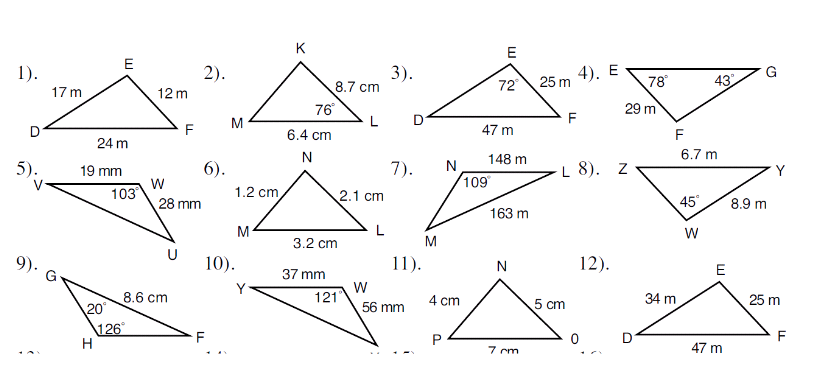 1). E 17 m 12 m D F 24 m
2). K 8.7 cm 76° M L 6.4 cm
3). E 72° 25 m D F 47 m
4). E G 78° 43° 29 m F
5). 19 mm V W 103° 28 mm U
6). N 1.2 cm 2.1 cm M L 3.2 cm
7). 148 m N L 109° 163 m M
8). 6.7 m Z Y 45° 8.9 m W
9). G 8.6 cm 20° 126° H F
10). 37 mm Y W 121° 56 mm
11). N 4 cm 5 cm P 0 7 cm
12). E 34 m 25 m D F 47 m